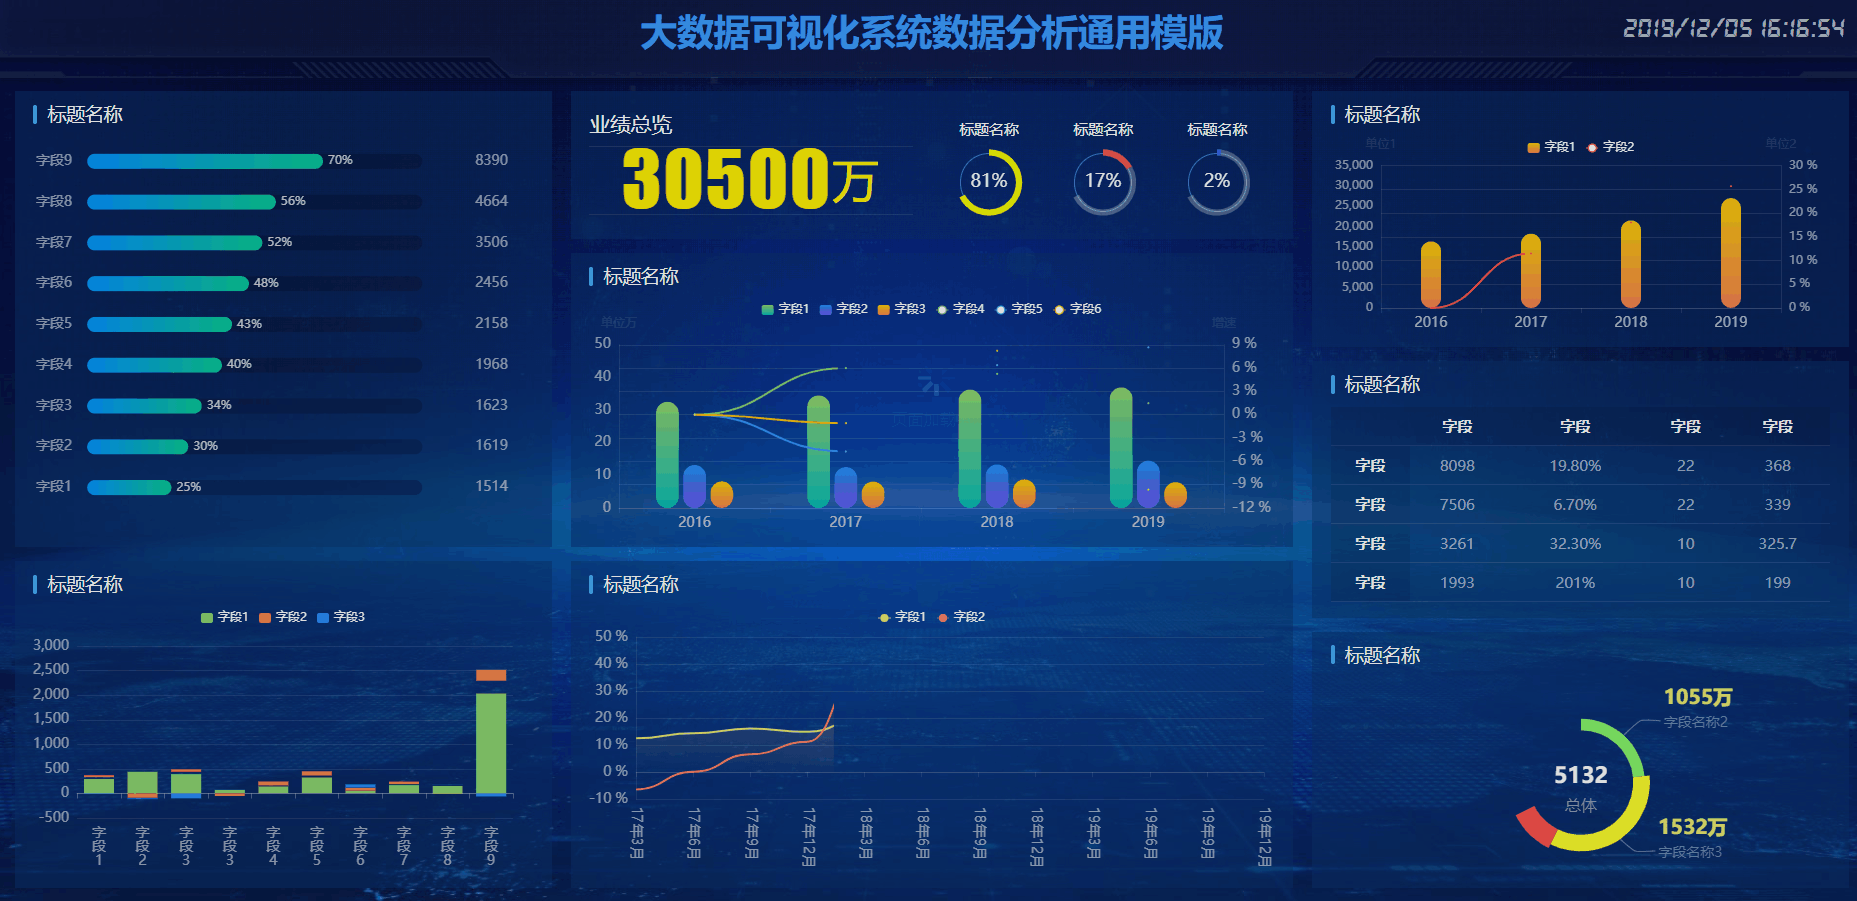 大数据可视化系统数据分析通用模版
2019/12/05 16:16:54
标题名称
字段9 70% 8390
字段8 56% 4664
字段7 52% 3506
字段6 48% 2456
字段5 43% 2158
字段4 40% 1968
字段3 34% 1623
字段2 30% 1619
字段1 25% 1514
业绩总览
30500万
标题名称 标题名称 标题名称
81% 17% 2%
标题名称
字段1 字段2 字段3 字段4 字段5 字段6
单位万 增速
50 9 %
40 6 %
30 3 %
20 0 %
10 -3 %
0 -6 %
-9 %
-12 %
2016 2017 2018 2019
标题名称
单位1 单位2
字段1 字段2
35,000 30 %
30,000 25 %
25,000 20 %
20,000 15 %
15,000 10 %
10,000 5 %
5,000 0 %
0
2016 2017 2018 2019
标题名称
字段 字段 字段 字段
字段 8098 19.80% 22 368
字段 7506 6.70% 22 339
字段 3261 32.30% 10 325.7
字段 1993 201% 10 199
标题名称
字段1 字段2 字段3
3,000
2,500
2,000
1,500
1,000
500
0
-500
字段1 字段2 字段3 字段3 字段4 字段5 字段6 字段7 字段8 字段9
标题名称
字段1 字段2
50 %
40 %
30 %
20 %
10 %
0 %
-10 %
17年3月 17年6月 17年9月 17年12月 18年3月 18年6月 18年9月 18年12月 19年3月 19年6月 19年9月 19年12月
标题名称
1055万
字段名称2
5132
总体
1532万
字段名称3